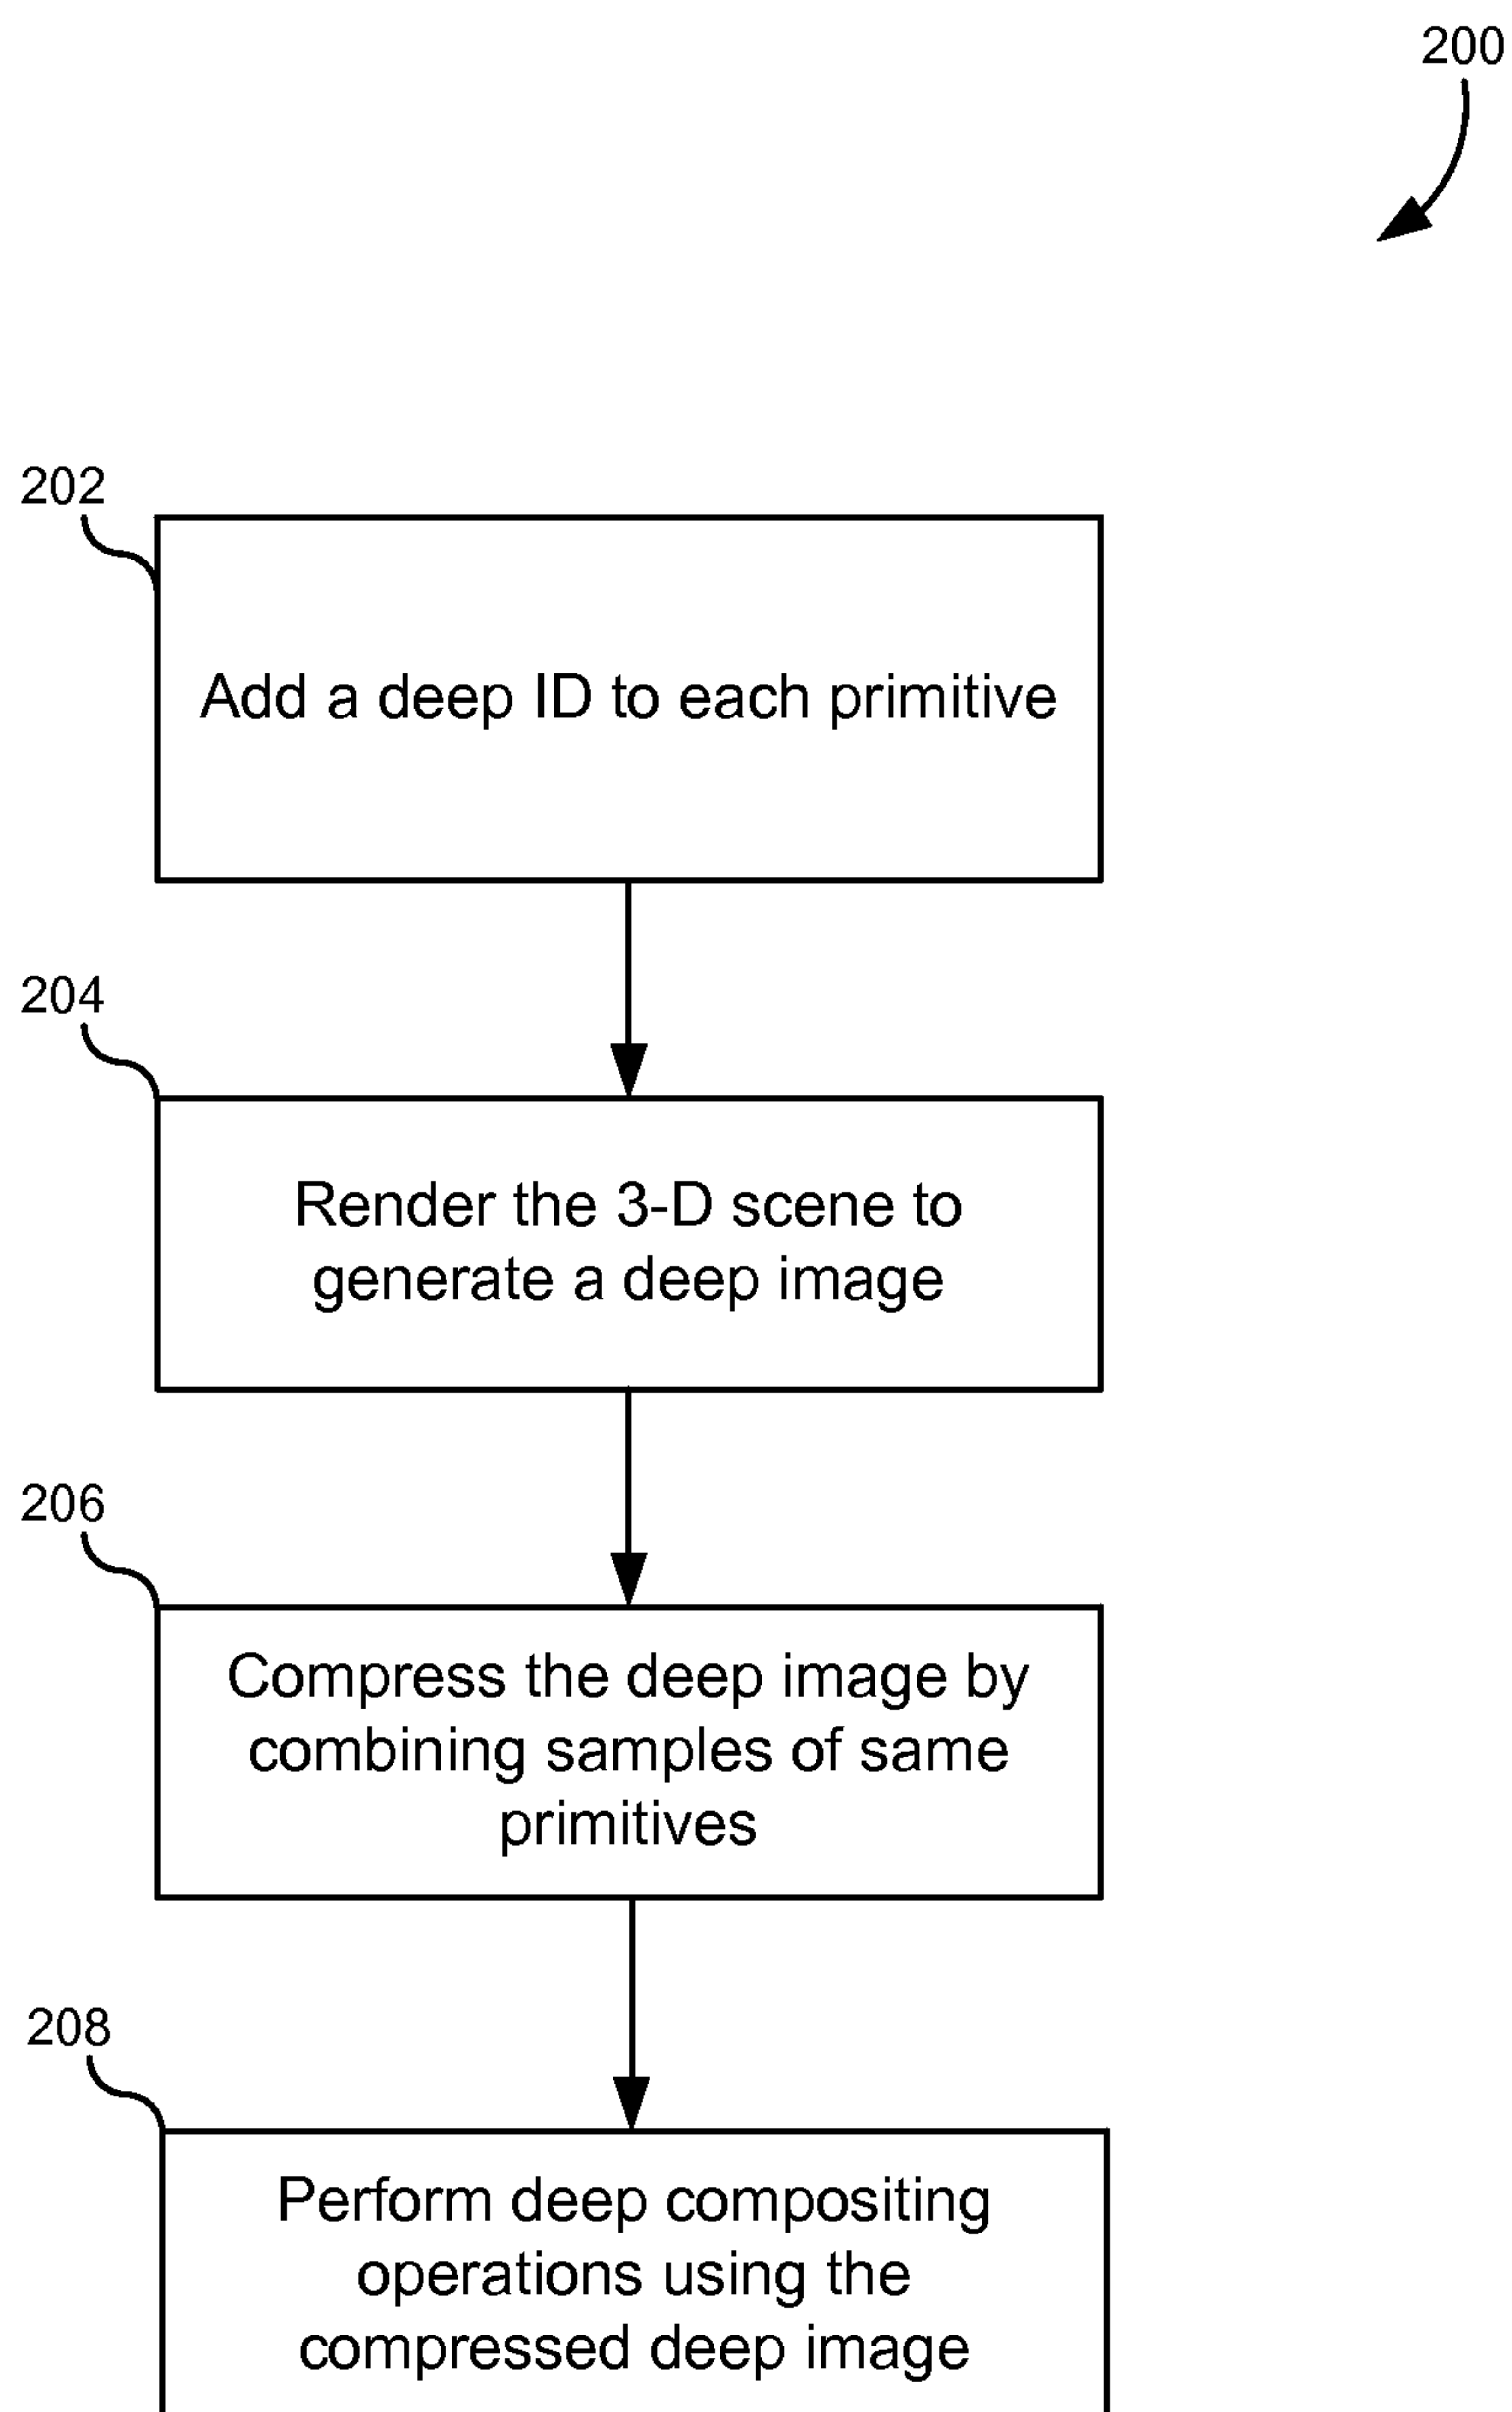 200
202
Add a deep ID to each primitive
204
Render the 3-D scene to
generate a deep image
206
Compress the deep image by
combining samples of same
primitives
208
Perform deep compositing
operations using the
compressed deep image